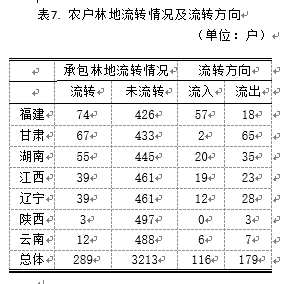 表7. 农户林地流转情况及流转方向
（单位：户）
承包林地流转情况 流转方向
流转 未流转 流入 流出
福建 74 426 57 18
甘肃 67 433 2 65
湖南 55 445 20 35
江西 39 461 19 23
辽宁 39 461 12 28
陕西 3 497 0 3
云南 12 488 6 7
总体 289 3213 116 179